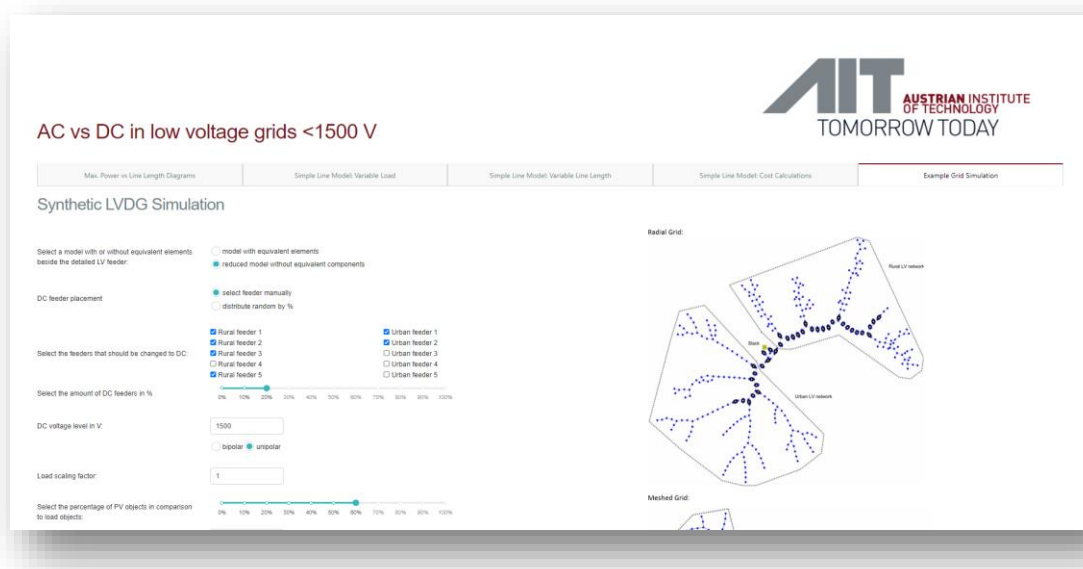 AIT
AUSTRIAN INSTITUTE
OF TECHNOLOGY
TOMORROW TODAY
AC vs DC in low voltage grids <1500 V
Max. Power vs Line Length Diagrams
Simple Line Model: Variable Load
Simple Line Model: Variable Line Length
Simple Line Model: Cost Calculations
Example Grid Simulation
Synthetic LVDG Simulation
Select a model with or without equivalent elements
beside the detailed LV feeder:
model with equivalent elements
reduced model without equivalent components
DC feeder placement
select feeder manually
distribute random by %
Select the feeders that should be changed to DC:
Rural feeder 1
Rural feeder 2
Rural feeder 3
Rural feeder 4
Rural feeder 5
Urban feeder 1
Urban feeder 2
Urban feeder 3
Urban feeder 4
Urban feeder 5
Select the amount of DC feeders in %
0% 10% 20% 30% 40% 50% 60% 70% 80% 90% 100%
DC voltage level in V:
1500
bipolar unipolar
Load scaling factor:
1
Select the percentage of PV objects in comparison
to load objects:
0% 10% 20% 30% 40% 50% 60% 70% 80% 90% 100%
Radial Grid:
Rural LV network
Slack
Urban LV network
Meshed Grid: